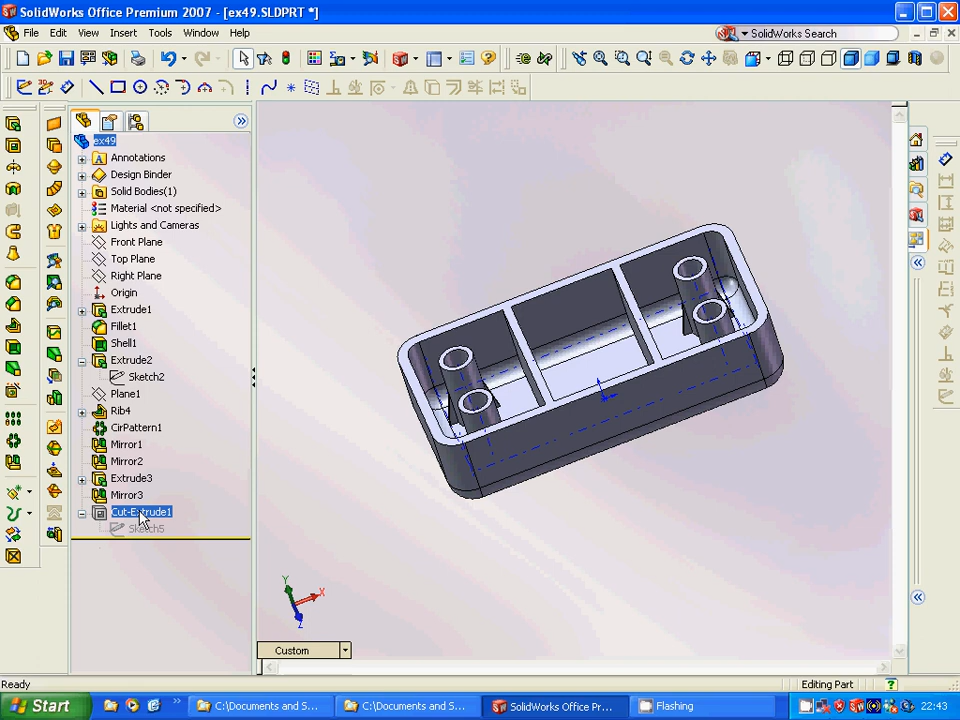 SolidWorks Office Premium 2007 - [ex49.SLDPRT *]
File Edit View Insert Tools Window Help
SolidWorks Search
ex49
Annotations
Design Binder
Solid Bodies(1)
Material <not specified>
Lights and Cameras
Front Plane
Top Plane
Right Plane
Origin
Extrude1
Fillet1
Shell1
Extrude2
Sketch2
Plane1
Rib4
CirPattern1
Mirror1
Mirror2
Extrude3
Mirror3
Cut-Extrude1
Sketch5
Y
X
Z
Custom
Ready
Editing Part
Start
C:\Documents and S...
C:\Documents and S...
SolidWorks Office Pr...
Flashing
22:43